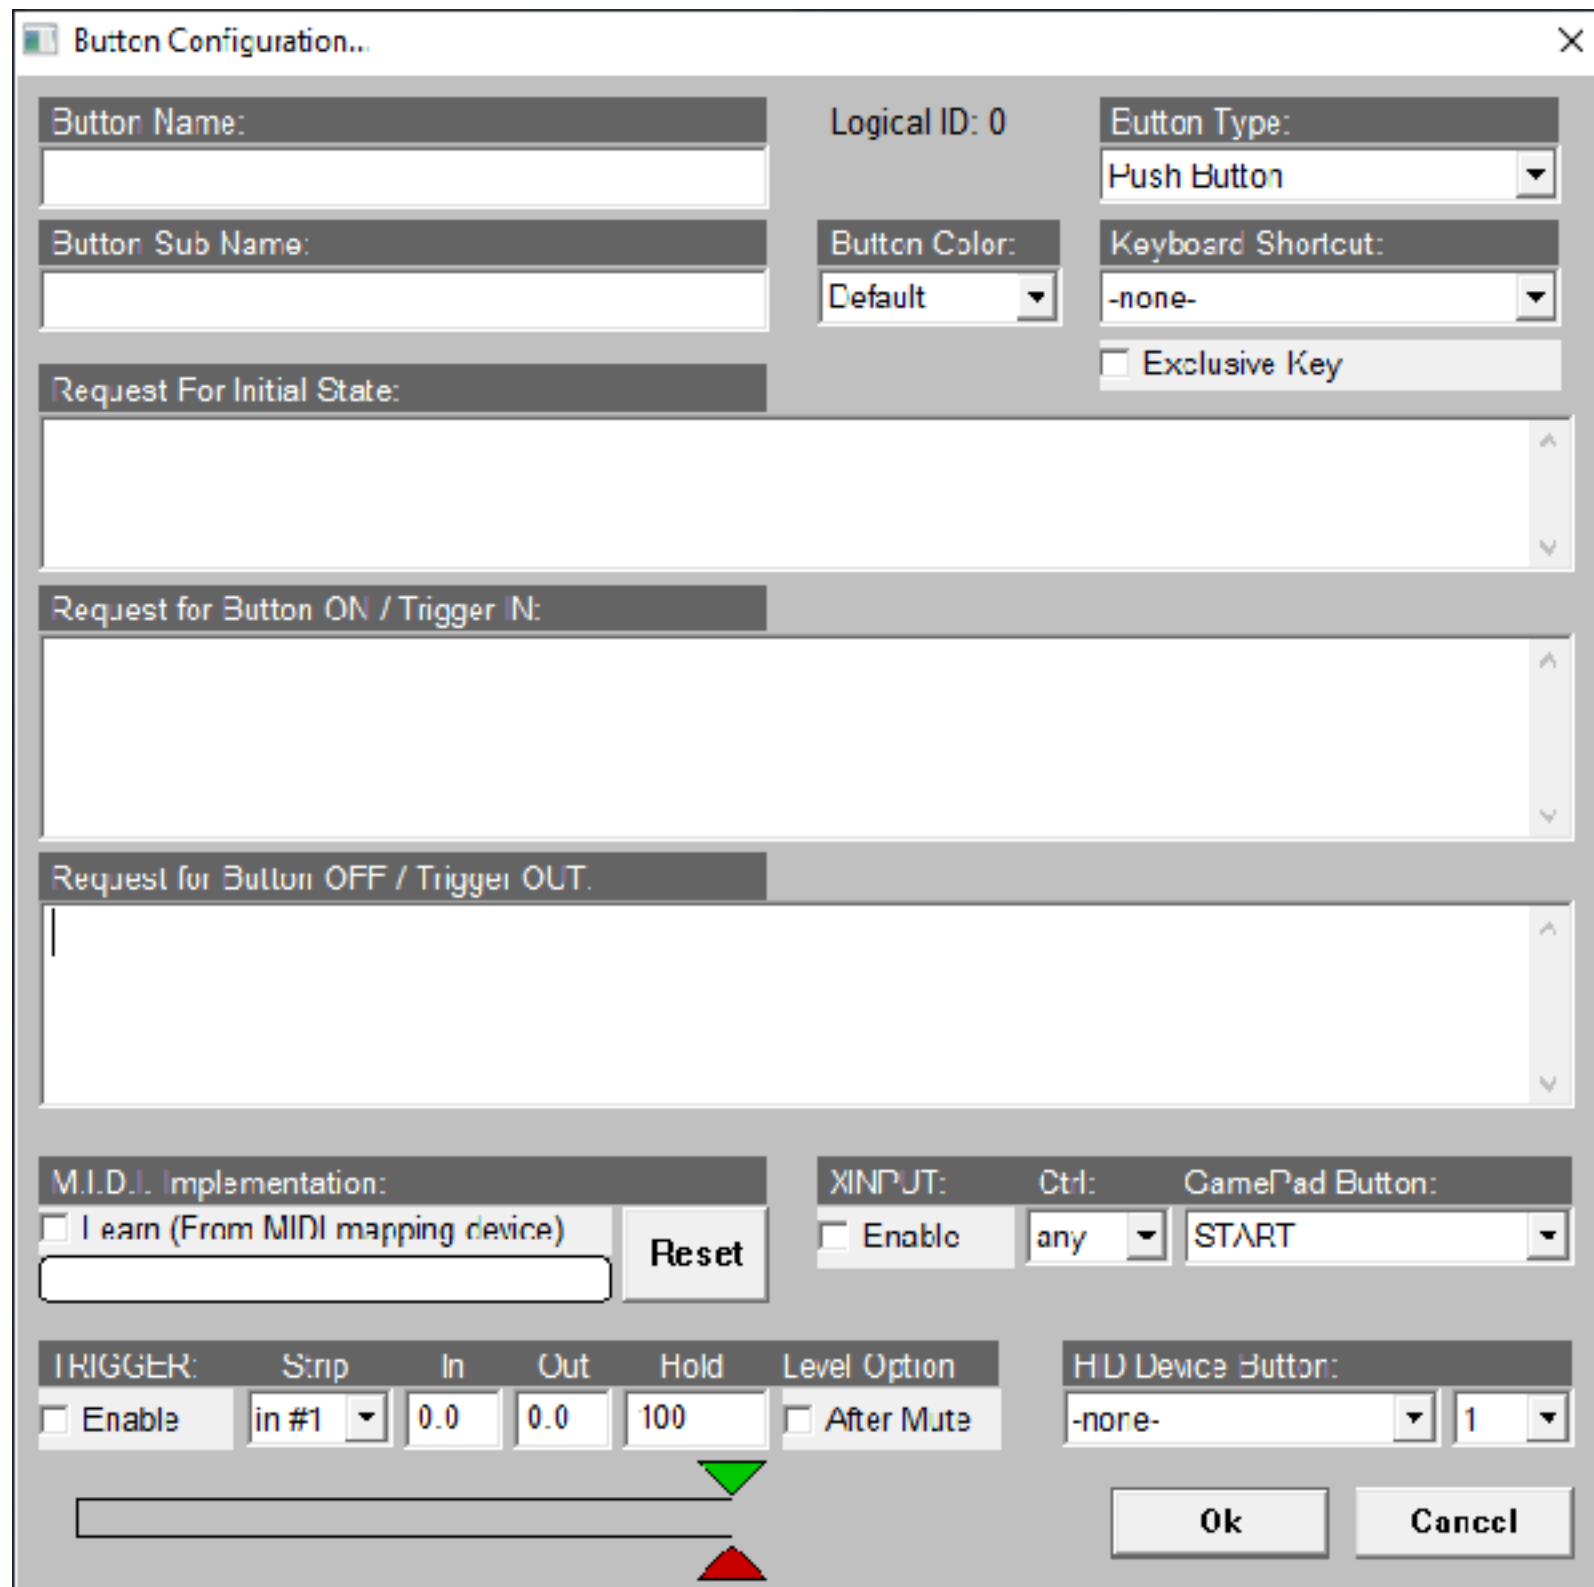 Button Configuration...
Button Name:
Logical ID: 0
Button Type:
Push Button
Button Sub Name:
Button Color:
Keyboard Shortcut:
Default
-none-
Exclusive Key
Request For Initial State:
Request for Button ON / Trigger IN:
Request for Button OFF / Trigger OUT:
M.I.D.I. Implementation:
XINPUT: Ctrl: GamePad Button:
Learn (From MIDI mapping device)
Reset
Enable any START
TRIGGER: Strip In Out Hold Level Option
HID Device Button:
Enable in #1 0.0 0.0 100 After Mute
-none- 1
Ok Cancel